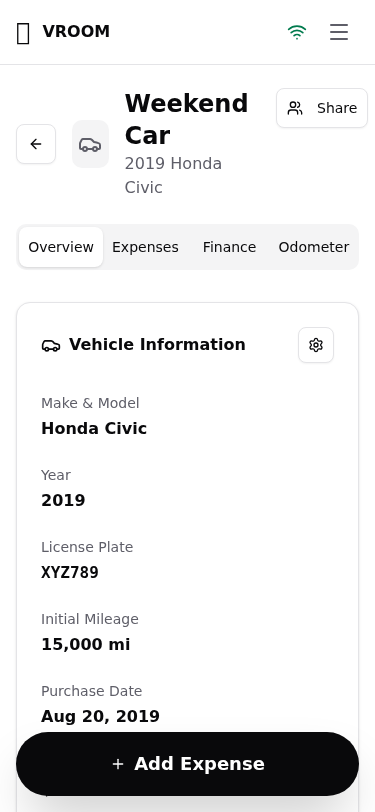 VROOM
Weekend
Car
2019 Honda
Civic
Share
Overview
Expenses
Finance
Odometer
Vehicle Information
Make & Model
Honda Civic
Year
2019
License Plate
XYZ789
Initial Mileage
15,000 mi
Purchase Date
Aug 20, 2019
+ Add Expense